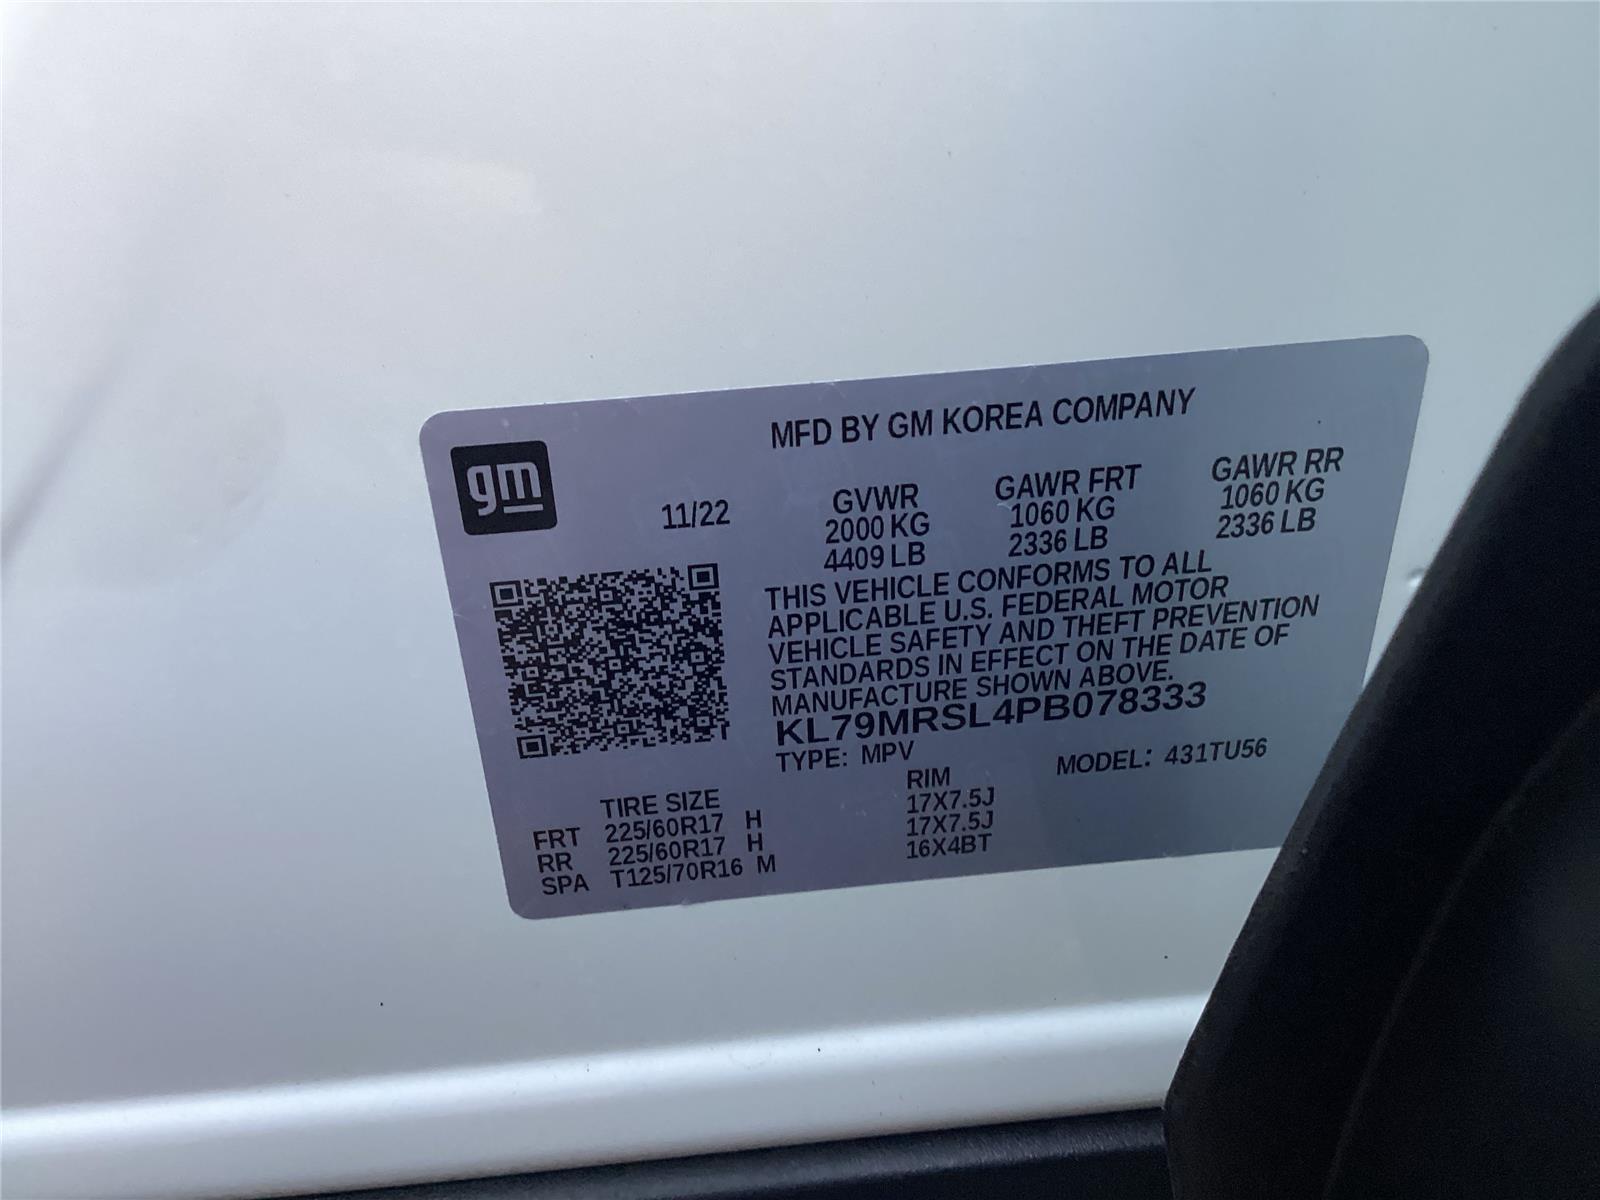 MFD BY GM KOREA COMPANY
gm
11/22
GVWR GAWR FRT GAWR RR
2000 KG 1060 KG 1060 KG
4409 LB 2336 LB 2336 LB
THIS VEHICLE CONFORMS TO ALL
APPLICABLE U.S. FEDERAL MOTOR
VEHICLE SAFETY AND THEFT PREVENTION
STANDARDS IN EFFECT ON THE DATE OF
MANUFACTURE SHOWN ABOVE.
KL79MRSL4PB078333
TYPE: MPV MODEL: 431TU56
TIRE SIZE RIM
FRT 225/60R17 H 17X7.5J
RR 225/60R17 H 17X7.5J
SPA T125/70R16 M 16X4BT